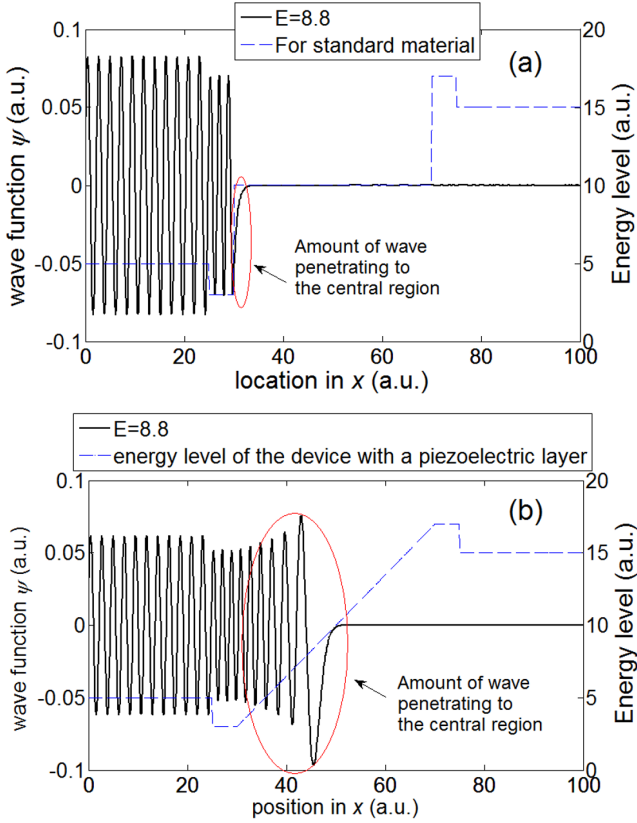 E=8.8
For standard material
(a)
0.1
0.05
0
-0.05
-0.1
wave function ψ (a.u.)
20
15
10
5
0
Energy level (a.u.)
Amount of wave
penetrating to
the central region
0 20 40 60 80 100
location in x (a.u.)
E=8.8
energy level of the device with a piezoelectric layer
(b)
0.1
0.05
0
-0.05
-0.1
wave function ψ (a.u.)
20
15
10
5
0
Energy level (a.u.)
Amount of wave
penetrating to
the central region
0 20 40 60 80 100
position in x (a.u.)